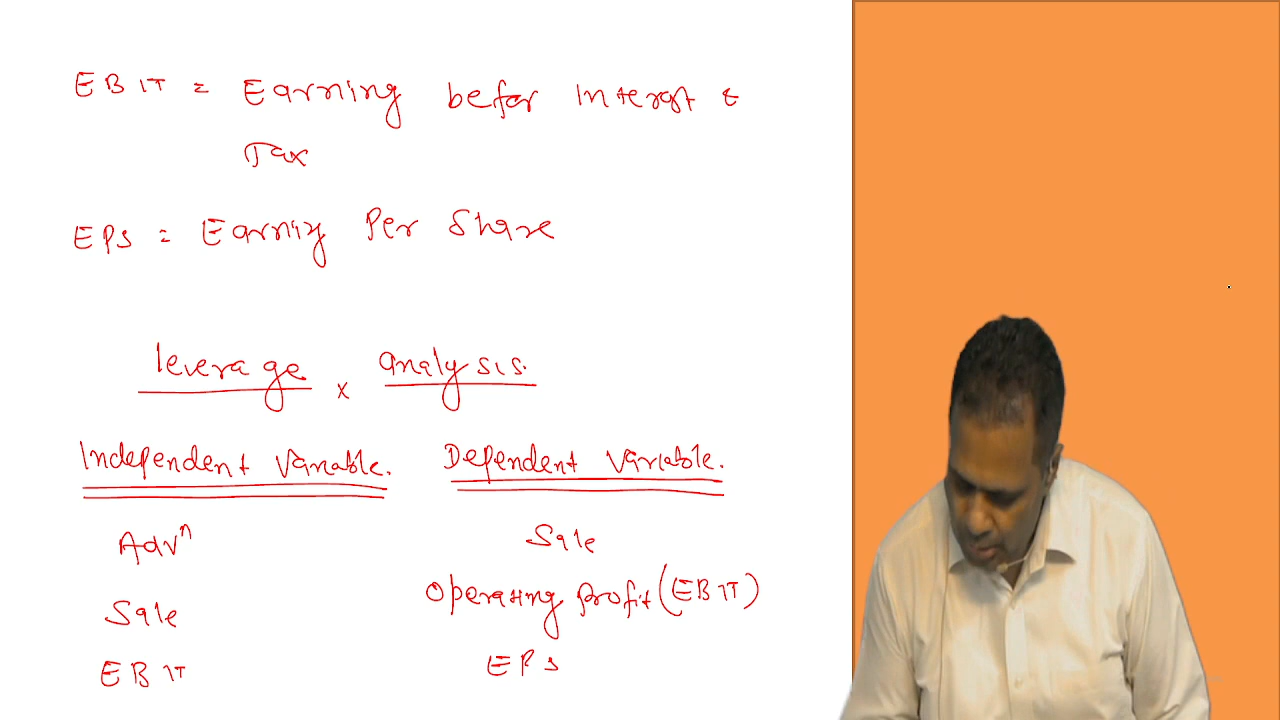 EBIT = Earning befor Interest &
Tax
EPS = Earning Per Share
leverage x analysis.
Independent Variable. Dependent Variable.
Advn Sale
Sale Operating Profit (EBIT)
EBIT EPS